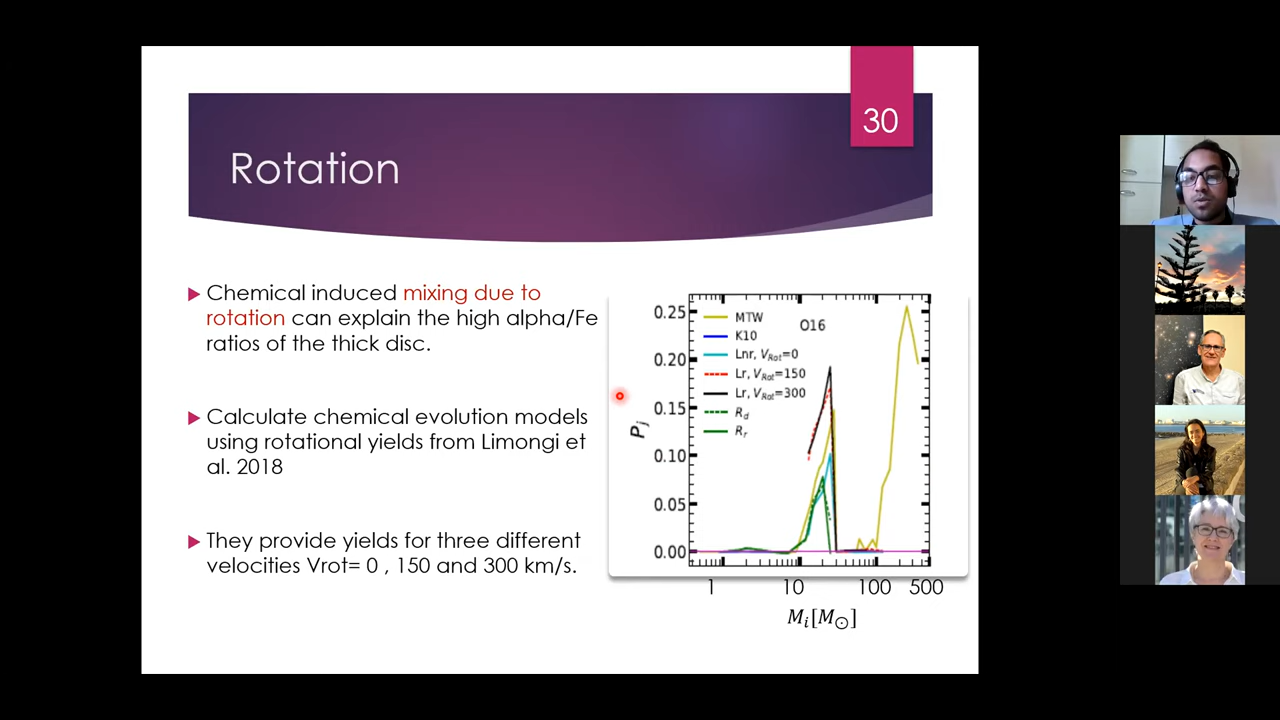 30
Rotation
Chemical induced mixing due to
rotation can explain the high alpha/Fe
ratios of the thick disc.
Calculate chemical evolution models
using rotational yields from Limongi et
al. 2018
They provide yields for three different
velocities Vrot= 0 , 150 and 300 km/s.
O16
MTW
K10
Lnr, V_Rot=0
Lr, V_Rot=150
Lr, V_Rot=300
R_d
R_r
P_j
0.25
0.20
0.15
0.10
0.05
0.00
1 10 100 500
M_i[M_⊙]